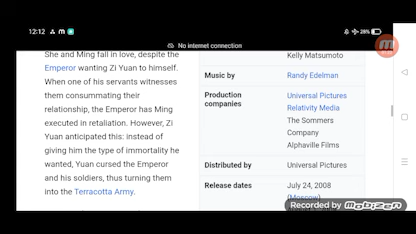 12:12
28%
No internet connection
She and Ming fall in love, despite the
Emperor wanting Zi Yuan to himself.
When one of his servants witnesses
them consummating their
relationship, the Emperor has Ming
executed in retaliation. However, Zi
Yuan anticipated this: instead of
giving him the type of immortality he
wanted, Yuan cursed the Emperor
and his soldiers, thus turning them
into the Terracotta Army.
Kelly Matsumoto
Music by Randy Edelman
Production companies Universal Pictures
Relativity Media
The Sommers
Company
Alphaville Films
Distributed by Universal Pictures
Release dates July 24, 2008
(Moscow)
Recorded by Mobizen